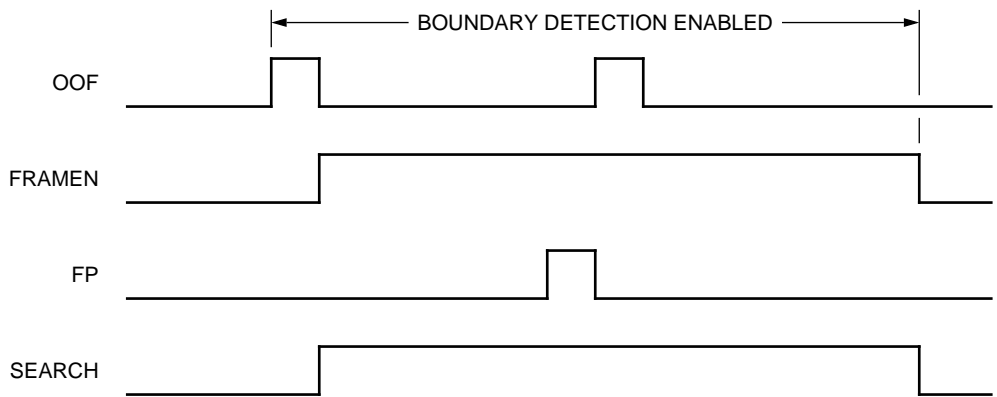 BOUNDARY DETECTION ENABLED
OOF
FRAMEN
FP
SEARCH